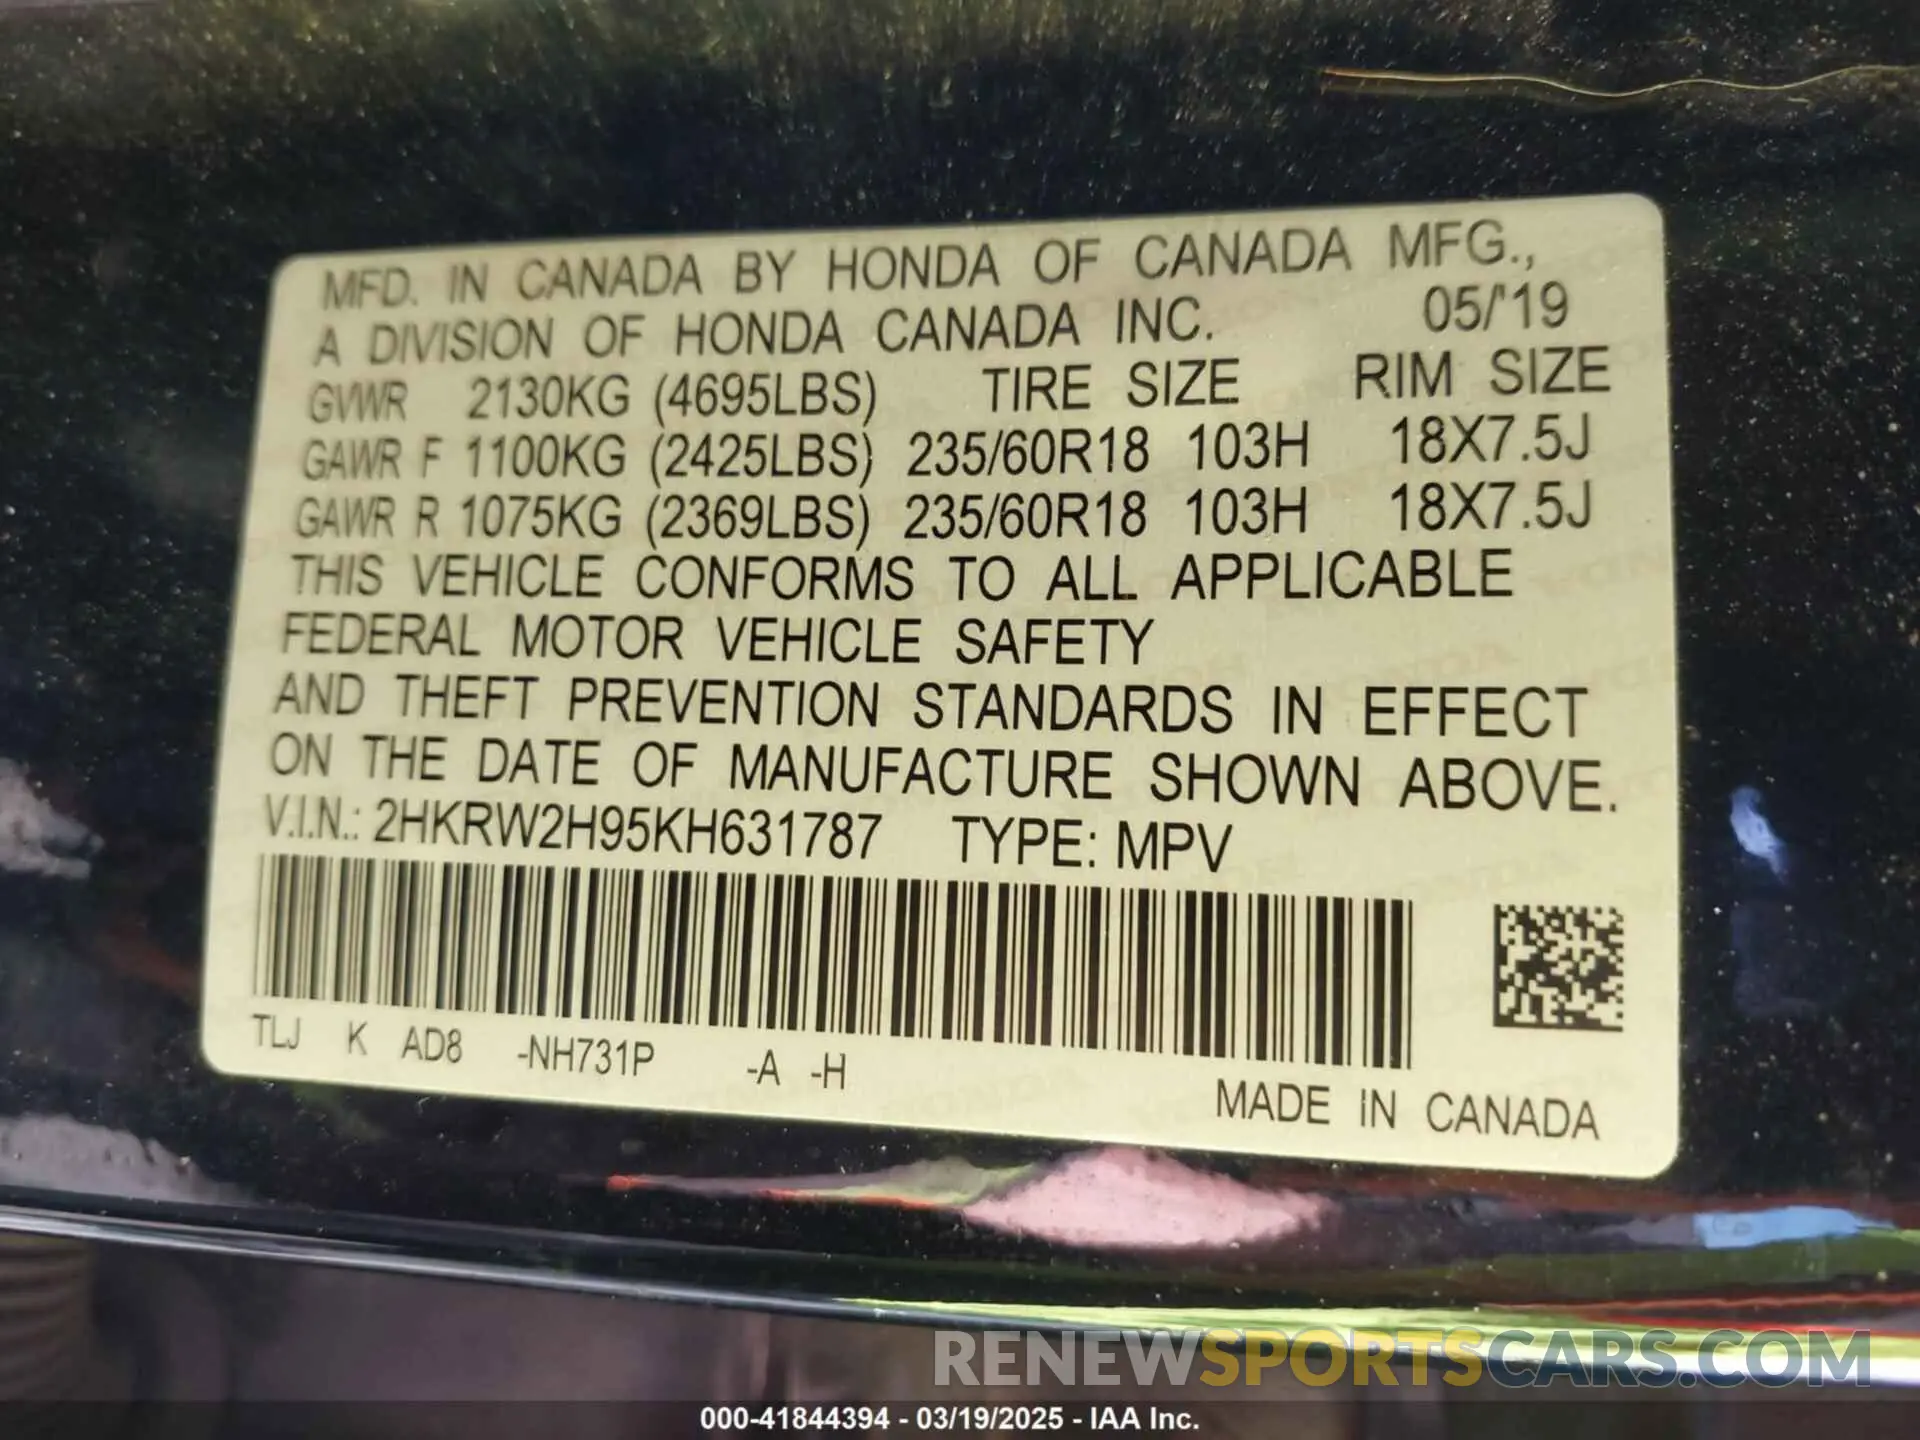 MFD. IN CANADA BY HONDA OF CANADA MFG.,
A DIVISION OF HONDA CANADA INC. 05/'19
GVWR 2130KG (4695LBS) TIRE SIZE RIM SIZE
GAWR F 1100KG (2425LBS) 235/60R18 103H 18X7.5J
GAWR R 1075KG (2369LBS) 235/60R18 103H 18X7.5J
THIS VEHICLE CONFORMS TO ALL APPLICABLE
FEDERAL MOTOR VEHICLE SAFETY
AND THEFT PREVENTION STANDARDS IN EFFECT
ON THE DATE OF MANUFACTURE SHOWN ABOVE.
V.I.N.: 2HKRW2H95KH631787 TYPE: MPV
TLJ K AD8 -NH731P -A -H
MADE IN CANADA
RENEWSPORTSCARS.COM
000-41844394 - 03/19/2025 - IAA Inc.